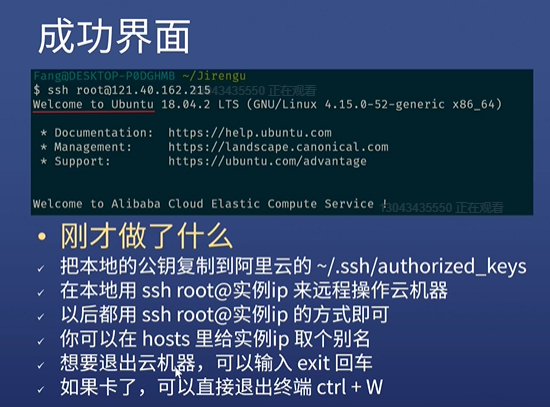 成功界面
Fang@DESKTOP-P0DGHMB ~/Jirengu
$ ssh root@121.40.162.215
13043435550 正在观看
Welcome to Ubuntu 18.04.2 LTS (GNU/Linux 4.15.0-52-generic x86_64)
* Documentation: https://help.ubuntu.com
* Management: https://landscape.canonical.com
* Support: https://ubuntu.com/advantage
Welcome to Alibaba Cloud Elastic Compute Service !
13043435550 正在观看
• 刚才做了什么
✓ 把本地的公钥复制到阿里云的 ~/.ssh/authorized_keys
✓ 在本地用 ssh root@实例ip 来远程操作云机器
✓ 以后都用 ssh root@实例ip 的方式即可
✓ 你可以在 hosts 里给实例ip 取个别名
✓ 想要退出云机器，可以输入 exit 回车
✓ 如果卡了，可以直接退出终端 ctrl + W